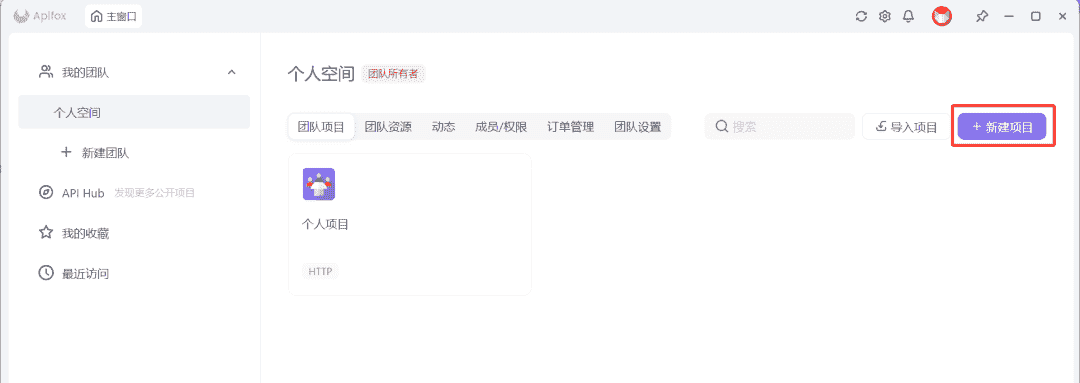 Apifox 主窗口
我的团队
个人空间
新建团队
API Hub 发现更多公开项目
我的收藏
最近访问
个人空间 团队所有者
团队项目 团队资源 动态 成员/权限 订单管理 团队设置 搜索 导入项目 + 新建项目
个人项目
HTTP